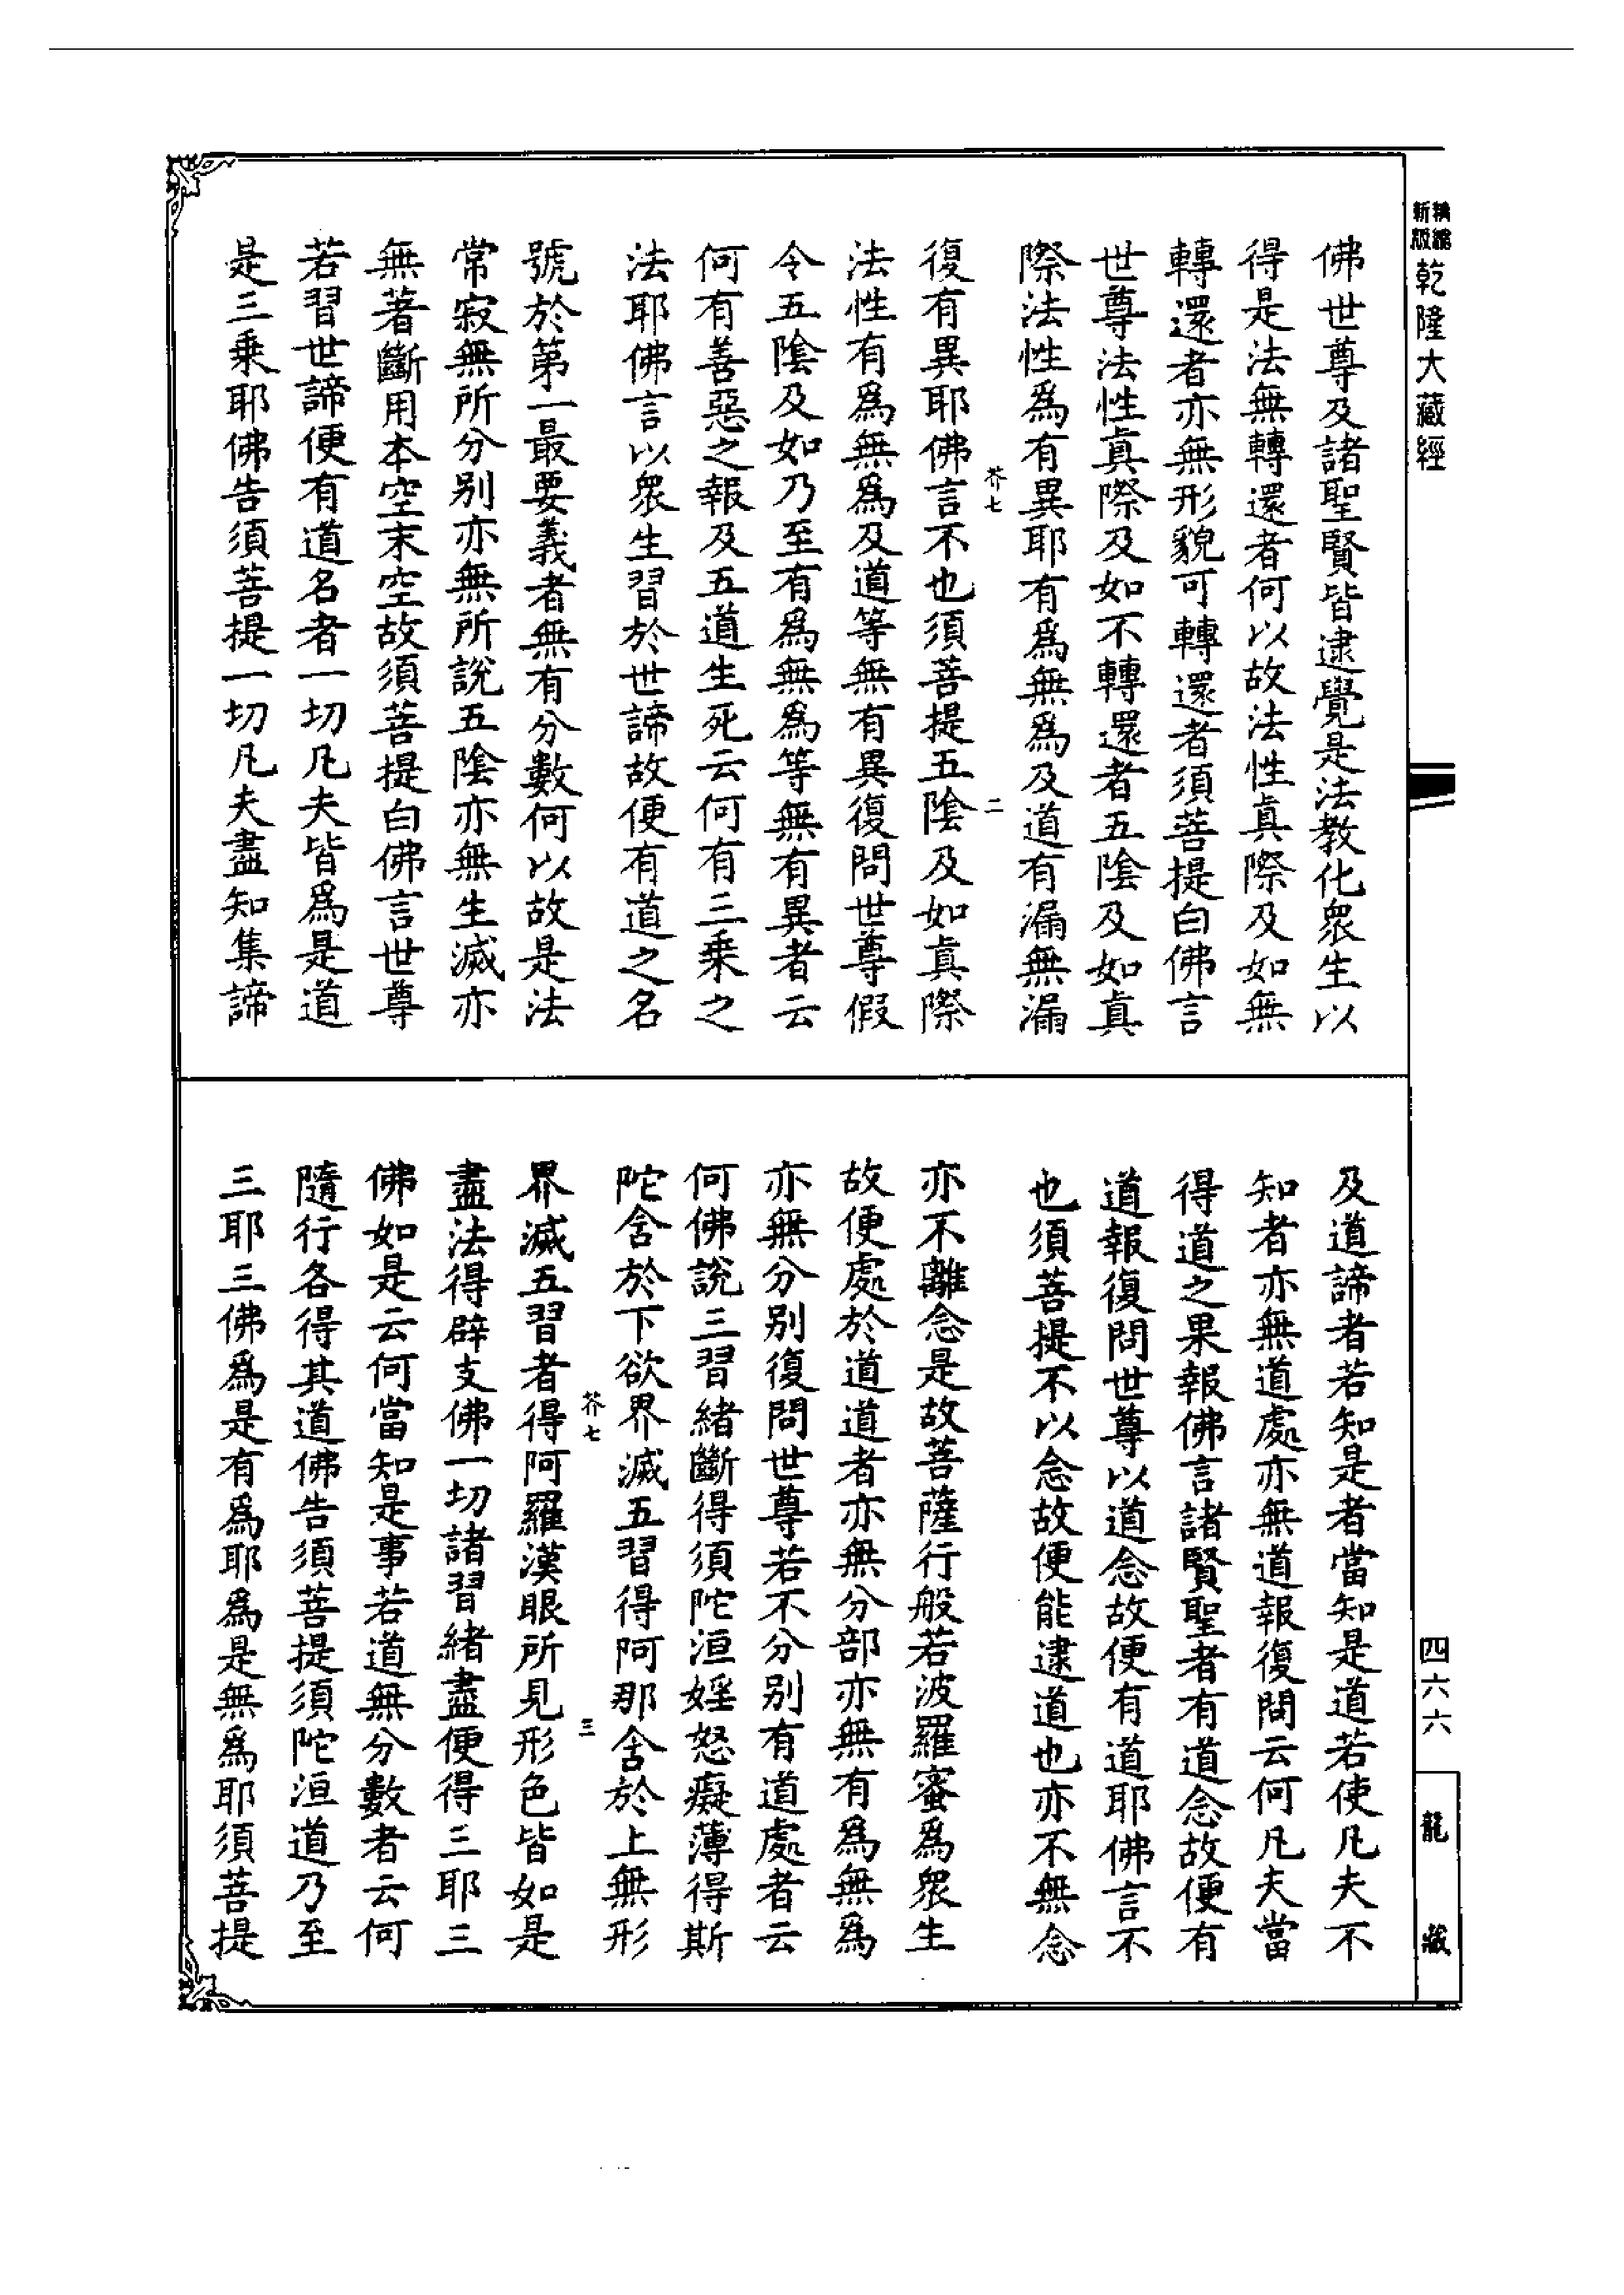 新版
精縮
乾隆大藏經
四六六
龍藏
佛世尊及諸聖賢皆逮覺是法教化眾生以
得是法無轉還者何以故法性真際及如無
轉還者亦無形貌可轉還者須菩提白佛言
世尊法性真際及如不轉還者五陰及如真
際法性為有異耶有為無為及道有漏無漏
芥七 二
復有異耶佛言不也須菩提五陰及如真際
法性有為無為及道等無有異復問世尊假
令五陰及如乃至有為無為等無有異者云
何有善惡之報及五道生死云何有三乘之
法耶佛言以眾生習於世諦故便有道之名
號於第一最要義者無有分數何以故是法
常寂無所分別亦無所說五陰亦無生滅亦
無著斷用本空末空故須菩提白佛言世尊
若習世諦便有道名者一切凡夫皆為是道
是三乘耶佛告須菩提一切凡夫盡知集諦
及道諦者若知是者當知是道若使凡夫不
知者亦無道處亦無道報復問云何凡夫當
得道之果報佛言諸賢聖者有道念故便有
道報復問世尊以道念故便有道耶佛言不
也須菩提不以念故便能逮道也亦不無念
亦不離念是故菩薩行般若波羅蜜為眾生
故便處於道道者亦無分部亦無有為無為
亦無分別復問世尊若不分別有道處者云
何佛說三習緒斷得須陀洹婬怒癡薄得斯
陀含於下欲界滅五習得阿那含於上無形
芥七 三
界滅五習者得阿羅漢眼所見形色皆如是
盡法得辟支佛一切諸習緒盡便得三耶三
佛如是云何當知是事若道無分數者云何
隨行各得其道佛告須菩提須陀洹道乃至
三耶三佛為是有為耶為是無為耶須菩提